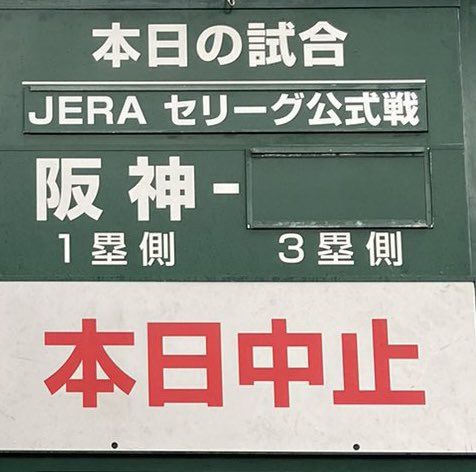 本日の試合
JERA セリーグ公式戦
阪神-
1塁側 3塁側
本日中止